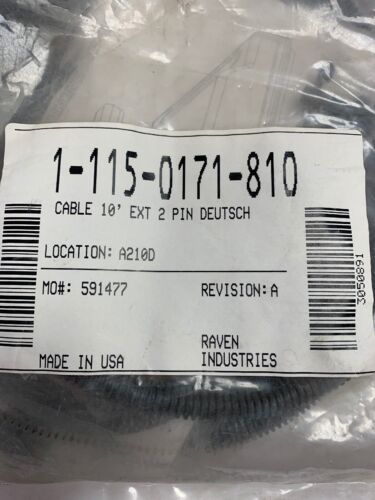 1-115-0171-810
CABLE 10' EXT 2 PIN DEUTSCH
LOCATION: A210D
MO#: 591477 REVISION: A
MADE IN USA
RAVEN
INDUSTRIES
3050891